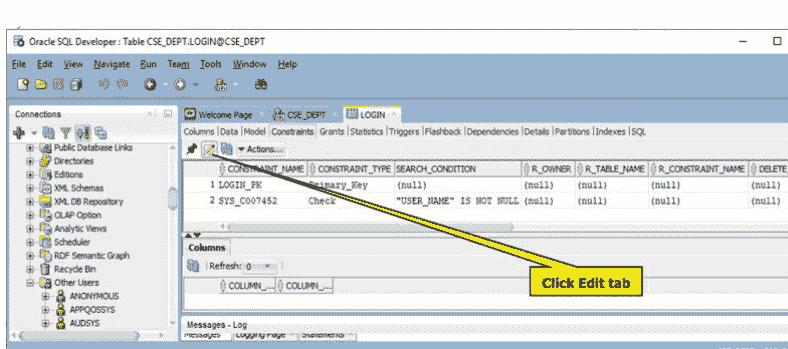 Oracle SQL Developer : Table CSE_DEPT.LOGIN@CSE_DEPT
File Edit View Navigate Run Team Tools Window Help
Connections
Welcome Page CSE_DEPT LOGIN
Columns Data Model Constraints Grants Statistics Triggers Flashback Dependencies Details Partitions Indexes SQL
Actions...
CONSTRAINT_NAME CONSTRAINT_TYPE SEARCH_CONDITION R_OWNER R_TABLE_NAME R_CONSTRAINT_NAME DELETE_
1 LOGIN_PK Primary_Key (null) (null) (null) (null) (null)
2 SYS_C007452 Check "USER_NAME" IS NOT NULL (null) (null) (null) (null)
Public Database Links
Directories
Editions
XML Schemas
XML DB Repository
OLAP Option
Analytic Views
Scheduler
RDF Semantic Graph
Recycle Bin
Other Users
ANONYMOUS
APPQOSSYS
AUDSYS
Columns
Refresh: 0
COLUMN_... COLUMN_...
Click Edit tab
Messages - Log
Messages Logging Page Statements